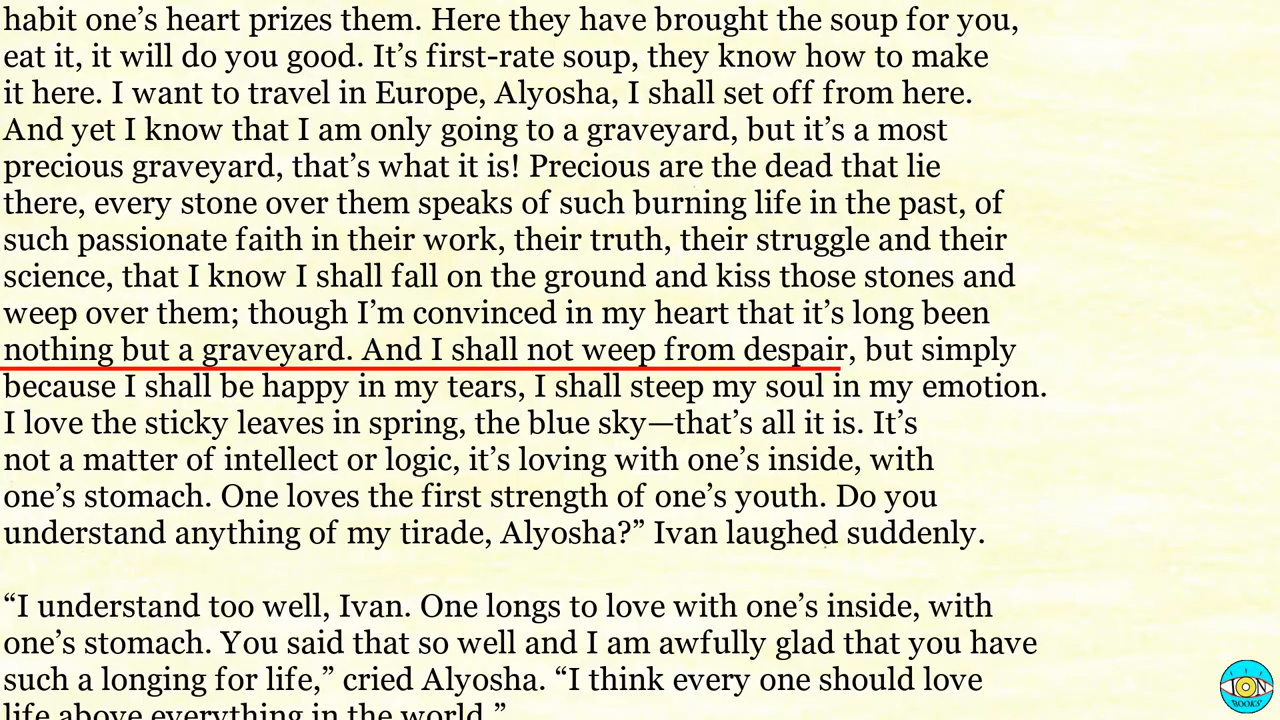 habit one’s heart prizes them. Here they have brought the soup for you,
eat it, it will do you good. It’s first-rate soup, they know how to make
it here. I want to travel in Europe, Alyosha, I shall set off from here.
And yet I know that I am only going to a graveyard, but it’s a most
precious graveyard, that’s what it is! Precious are the dead that lie
there, every stone over them speaks of such burning life in the past, of
such passionate faith in their work, their truth, their struggle and their
science, that I know I shall fall on the ground and kiss those stones and
weep over them; though I’m convinced in my heart that it’s long been
nothing but a graveyard. And I shall not weep from despair, but simply
because I shall be happy in my tears, I shall steep my soul in my emotion.
I love the sticky leaves in spring, the blue sky—that’s all it is. It’s
not a matter of intellect or logic, it’s loving with one’s inside, with
one’s stomach. One loves the first strength of one’s youth. Do you
understand anything of my tirade, Alyosha?” Ivan laughed suddenly.
“I understand too well, Ivan. One longs to love with one’s inside, with
one’s stomach. You said that so well and I am awfully glad that you have
such a longing for life,” cried Alyosha. “I think every one should love
life above everything in the world.”
ION
BOOKS